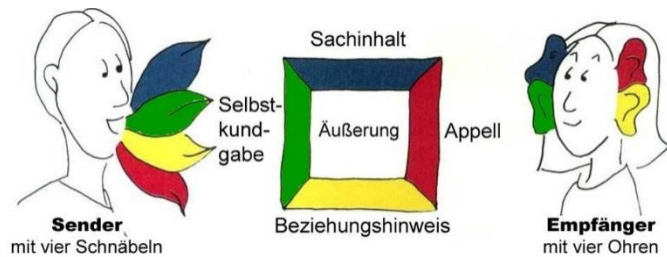 Sachinhalt
Selbst-
kund-
gabe
Äußerung
Appell
Sender
mit vier Schnäbeln
Beziehungshinweis
Empfänger
mit vier Ohren